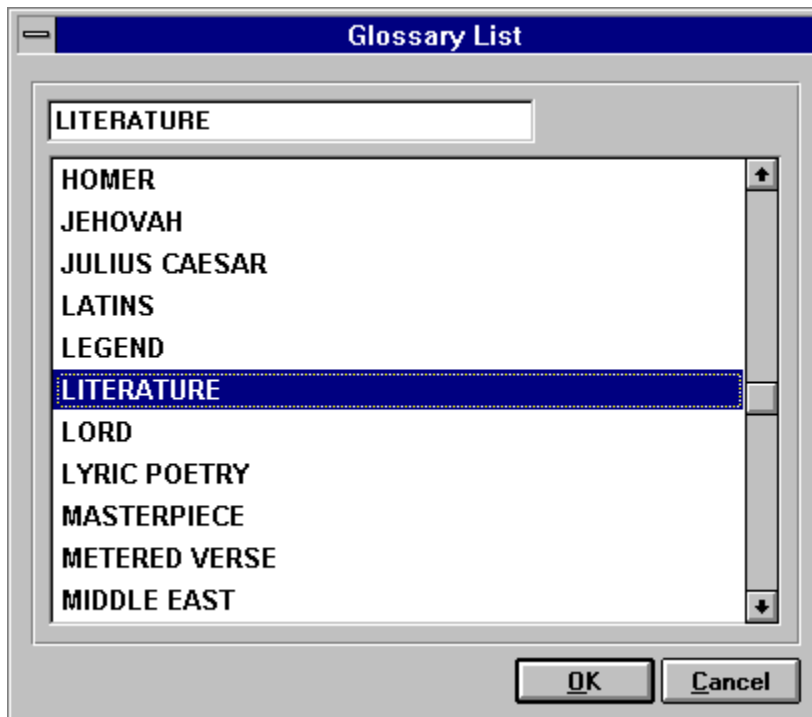 Glossary List
LITERATURE
HOMER
JEHOVAH
JULIUS CAESAR
LATINS
LEGEND
LITERATURE
LORD
LYRIC POETRY
MASTERPIECE
METERED VERSE
MIDDLE EAST
OK Cancel